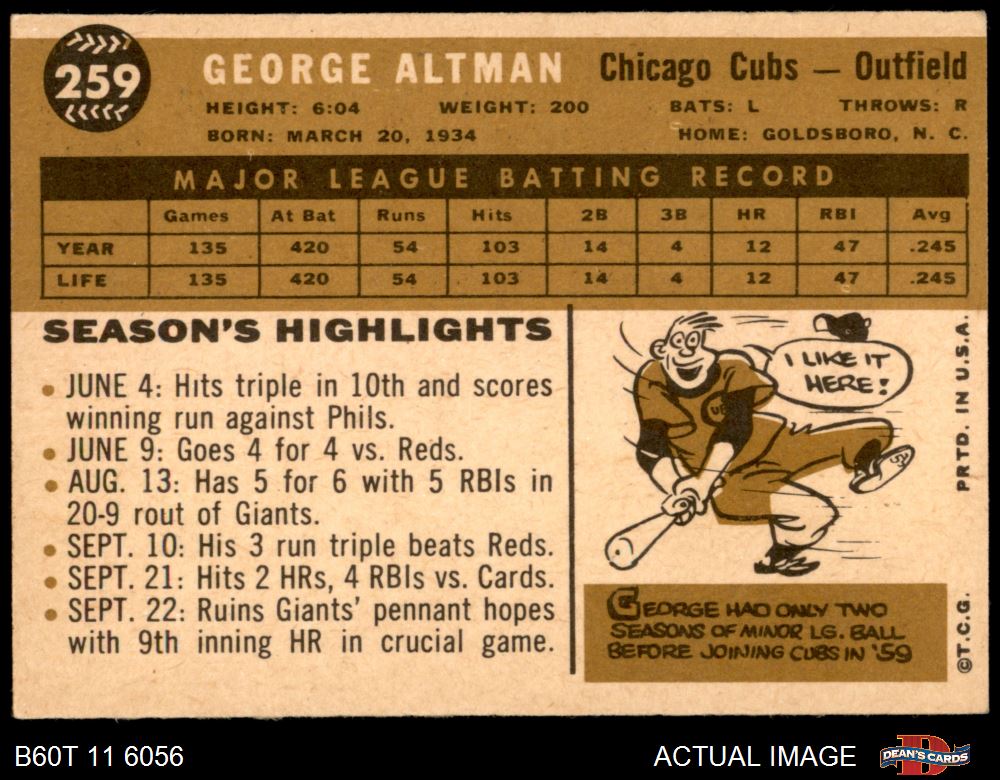 259
GEORGE ALTMAN Chicago Cubs — Outfield
HEIGHT: 6:04 WEIGHT: 200 BATS: L THROWS: R
BORN: MARCH 20, 1934 HOME: GOLDSBORO, N. C.
MAJOR LEAGUE BATTING RECORD
Games At Bat Runs Hits 2B 3B HR RBI Avg
YEAR 135 420 54 103 14 4 12 47 .245
LIFE 135 420 54 103 14 4 12 47 .245
SEASON'S HIGHLIGHTS
• JUNE 4: Hits triple in 10th and scores
winning run against Phils.
• JUNE 9: Goes 4 for 4 vs. Reds.
• AUG. 13: Has 5 for 6 with 5 RBIs in
20-9 rout of Giants.
• SEPT. 10: His 3 run triple beats Reds.
• SEPT. 21: Hits 2 HRs, 4 RBIs vs. Cards.
• SEPT. 22: Ruins Giants' pennant hopes
with 9th inning HR in crucial game.
I LIKE IT
HERE!
GEORGE HAD ONLY TWO
SEASONS OF MINOR LG. BALL
BEFORE JOINING CUBS IN '59
©T.C.G. PRTD. IN U.S.A.
B60T 11 6056 ACTUAL IMAGE DEAN'S CARDS